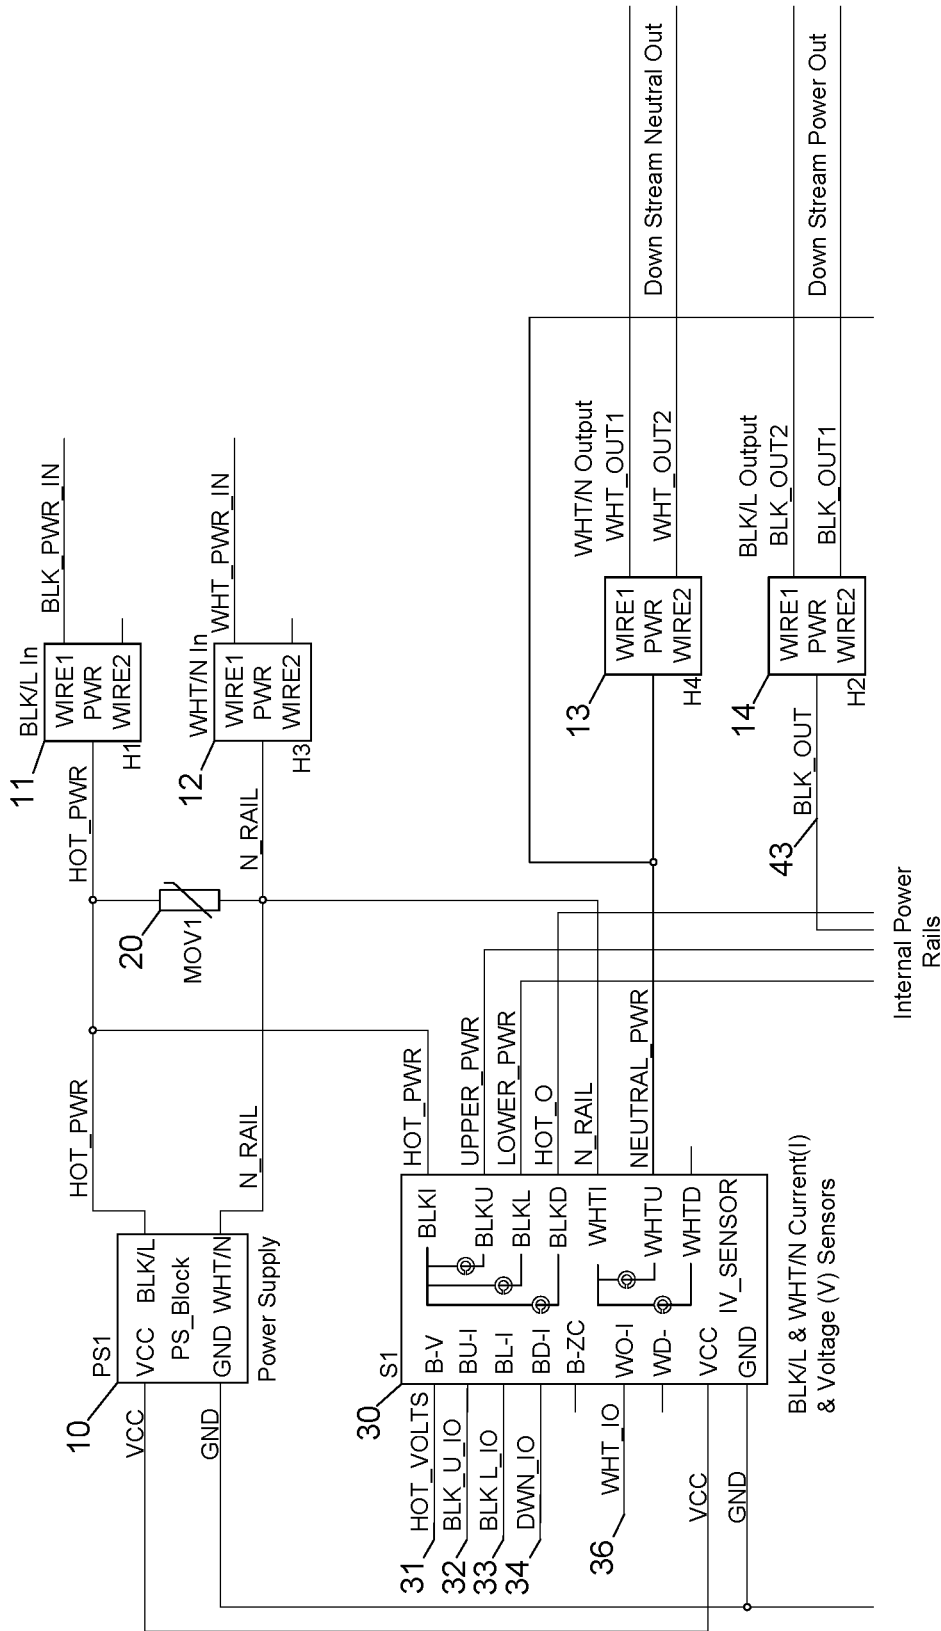 BLK/L In
11
WIRE1
PWR
WIRE2
H1
BLK_PWR_IN
HOT_PWR
WHT/N In
12
WIRE1
PWR
WIRE2
H3
WHT_PWR_IN
N_RAIL
20
MOV1
HOT_PWR
N_RAIL
PS1
10
VCC BLK/L
PS_Block
GND WHT/N
Power Supply
VCC
GND
WHT/N Output
WHT_OUT1
WHT_OUT2
13
WIRE1
PWR
WIRE2
H4
Down Stream Neutral Out
BLK/L Output
BLK_OUT2
BLK_OUT1
14
WIRE1
PWR
WIRE2
H2
Down Stream Power Out
BLK_OUT
43
Internal Power
Rails
HOT_PWR
UPPER_PWR
LOWER_PWR
HOT_O
N_RAIL
NEUTRAL_PWR
S1
30
BLKI
BLKU
BLKL
BLKD
WHTI
WHTU
WHTD
IV_SENSOR
B-V
BU-I
BL-I
BD-I
B-ZC
WO-I
WD-
VCC
GND
BLK/L & WHT/N Current(I)
& Voltage (V) Sensors
HOT_VOLTS
BLK_U_IO
BLK L_IO
DWN_IO
WHT_IO
VCC
GND
31
32
33
34
36